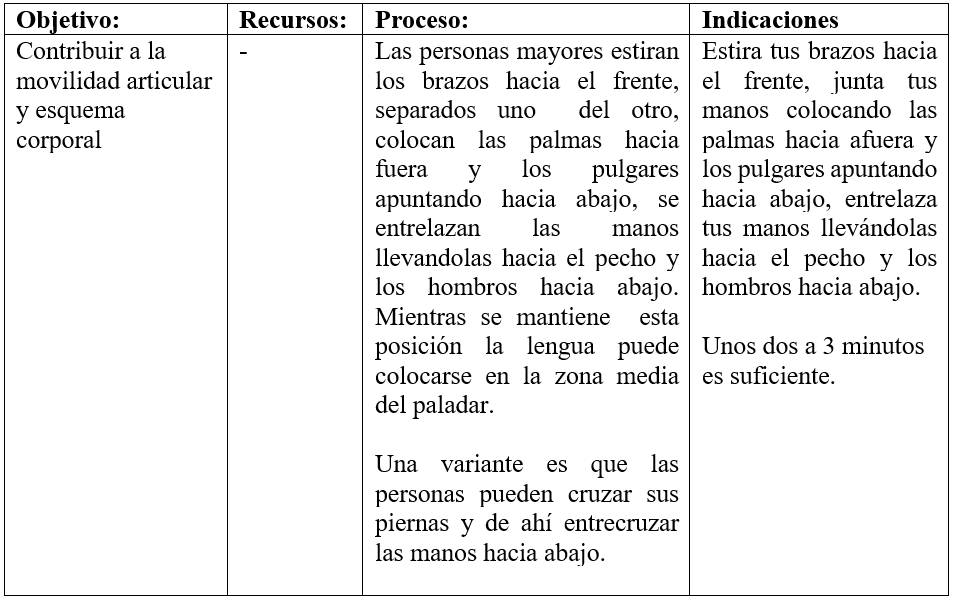 Objetivo:
Recursos:
Proceso:
Indicaciones
Contribuir a la
movilidad articular
y esquema
corporal
-
Las personas mayores estiran
los brazos hacia el frente,
separados uno del otro,
colocan las palmas hacia
fuera y los pulgares
apuntando hacia abajo, se
entrelazan las manos
llevandolas hacia el pecho y
los hombros hacia abajo.
Mientras se mantiene esta
posición la lengua puede
colocarse en la zona media
del paladar.
Una variante es que las
personas pueden cruzar sus
piernas y de ahí entrecruzar
las manos hacia abajo.
Estira tus brazos hacia
el frente, junta tus
manos colocando las
palmas hacia afuera y
los pulgares apuntando
hacia abajo, entrelaza
tus manos llevándolas
hacia el pecho y los
hombros hacia abajo.
Unos dos a 3 minutos
es suficiente.